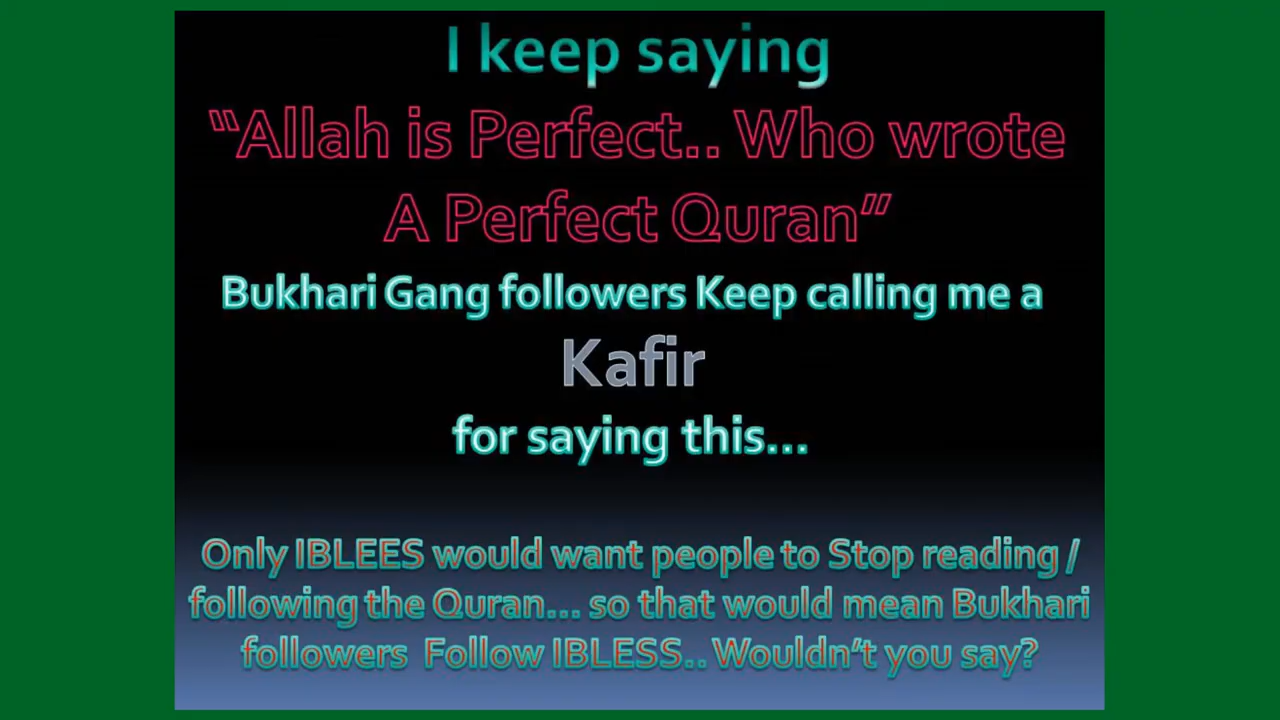 I keep saying
“Allah is Perfect.. Who wrote
A Perfect Quran”
Bukhari Gang followers Keep calling me a
Kafir
for saying this...
Only IBLEES would want people to Stop reading /
following the Quran... so that would mean Bukhari
followers Follow IBLESS.. Wouldn’t you say?